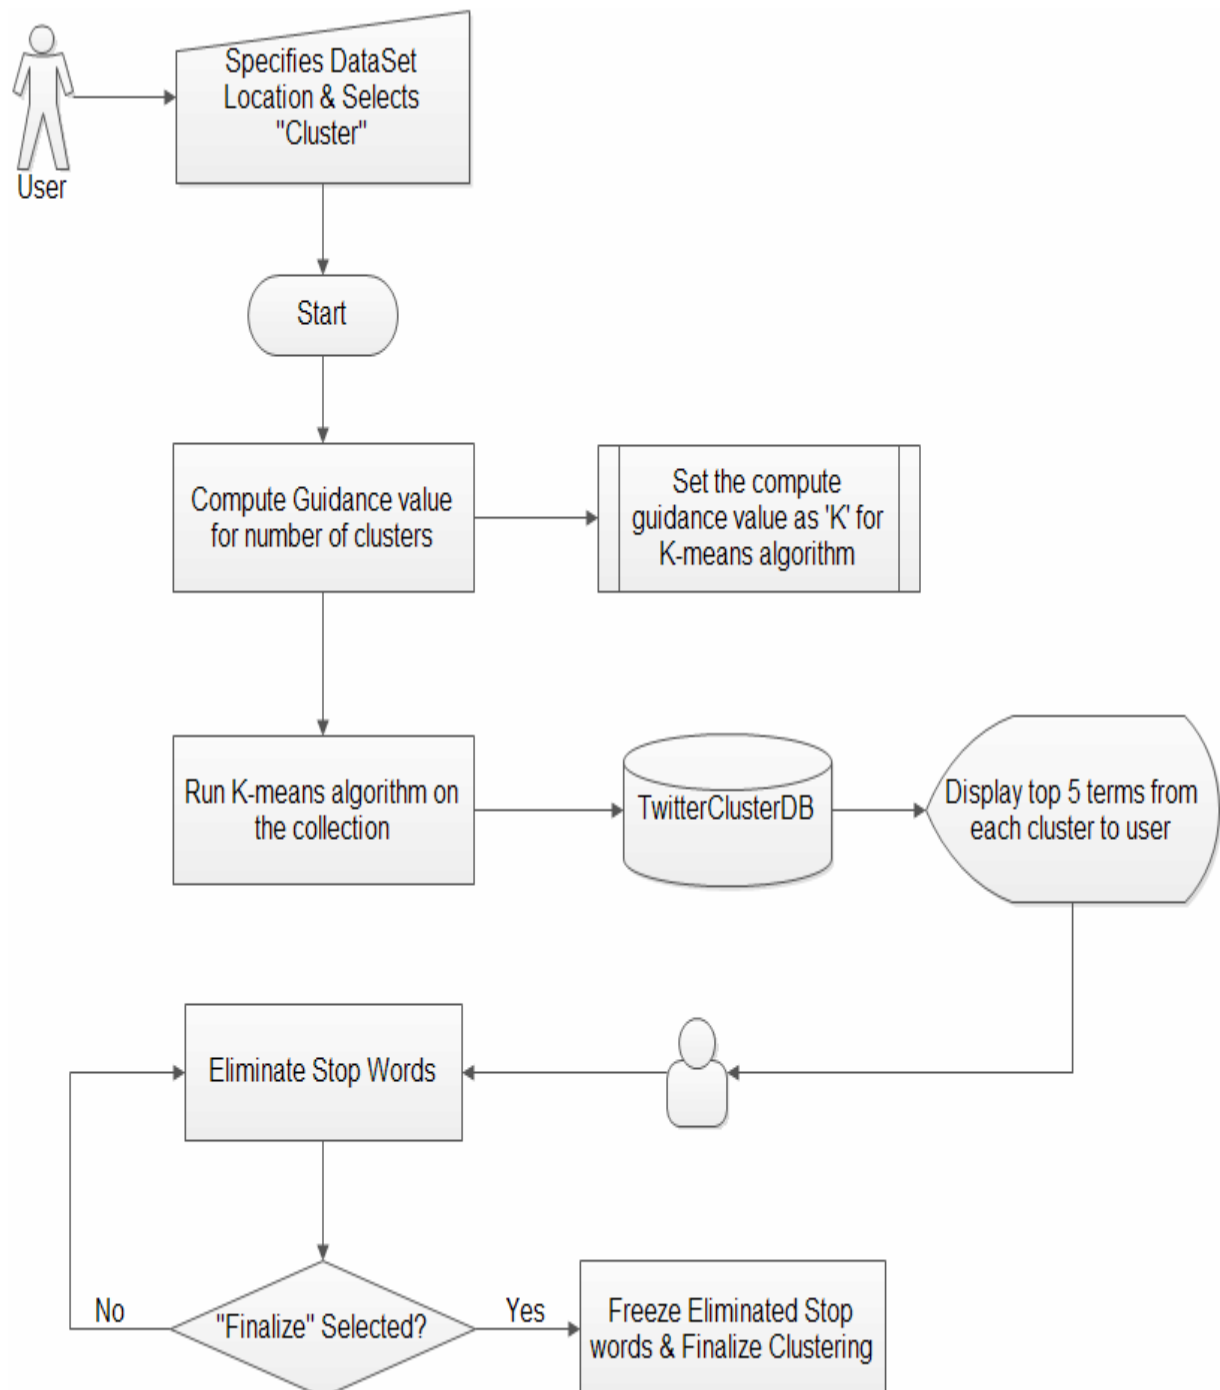 Specifies DataSet
Location & Selects
"Cluster"
User
Start
Compute Guidance value
for number of clusters
Set the compute
guidance value as 'K' for
K-means algorithm
Run K-means algorithm on
the collection
TwitterClusterDB
Display top 5 terms from
each cluster to user
Eliminate Stop Words
No
"Finalize" Selected?
Yes
Freeze Eliminated Stop
words & Finalize Clustering